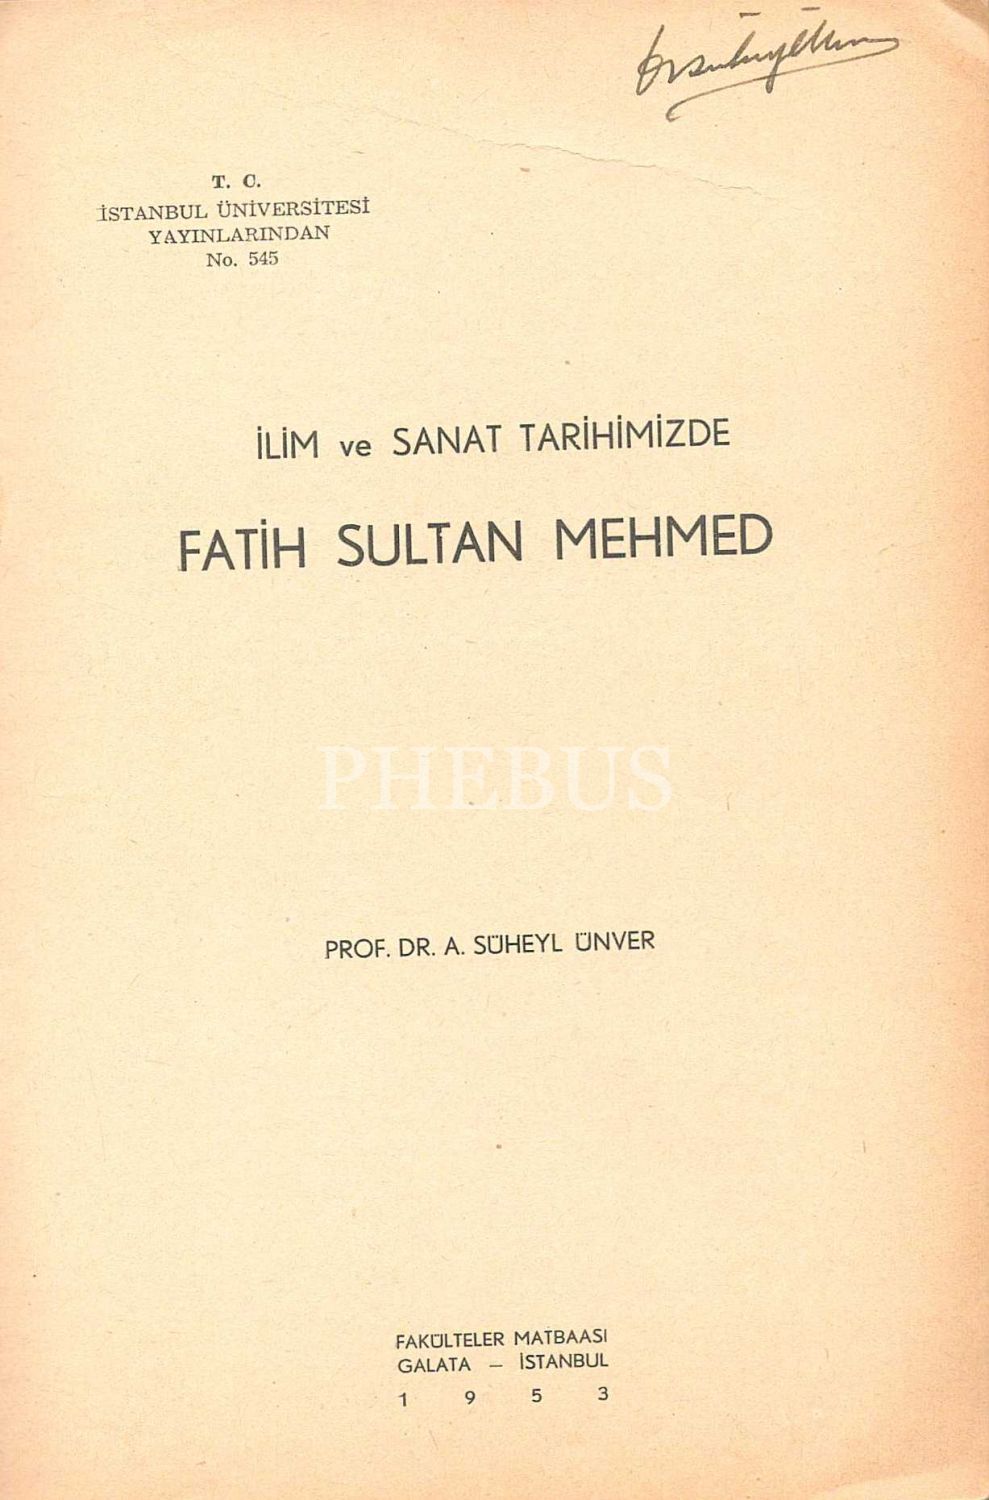 T. C.
İSTANBUL ÜNİVERSİTESİ
YAYINLARINDAN
No. 545
İLİM ve SANAT TARİHİMİZDE
FATİH SULTAN MEHMED
PHEBUS
PROF. DR. A. SÜHEYL ÜNVER
FAKÜLTELER MATBAASI
GALATA — İSTANBUL
1 9 5 3